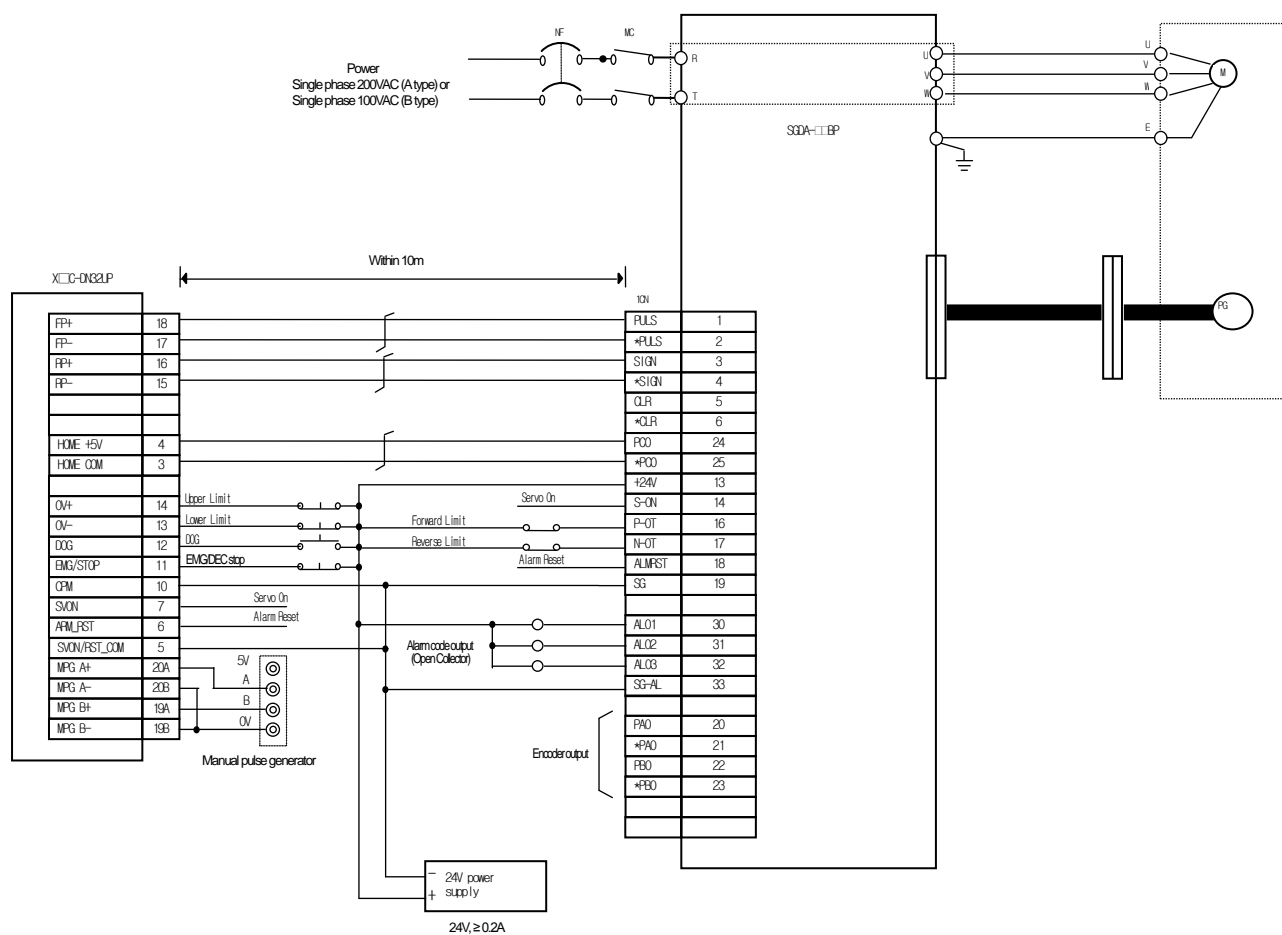 NF
MC
Power
Single phase 200VAC (A type) or
Single phase 100VAC (B type)
R
T
U
V
W
U
V
W
E
M
SGDA-□□BP
Within 10m
X□□C-DN32UP
1CN
PG
FP+ 18
FP- 17
RP+ 16
RP- 15
HOME +5V 4
HOME COM 3
OV+ 14 Upper Limit
OV- 13 Lower Limit
DOG 12 DOG
EMG/STOP 11 EMG/DEC stop
CPM 10
SVON 7 Servo On
ARM_RST 6 Alarm Reset
SVON/RST_COM 5
MPG A+ 20A
MPG A- 20B
MPG B+ 19A
MPG B- 19B
5V
A
B
0V
Manual pulse generator
PULS 1
*PULS 2
SIGN 3
*SIGN 4
CLR 5
*CLR 6
PCO 24
*PCO 25
+24V 13
Servo On S-ON 14
Forward Limit P-OT 16
Reverse Limit N-OT 17
Alarm Reset ALMRST 18
SG 19
ALO1 30
ALO2 31
ALO3 32
Alarm code output
(Open Collector)
SG-AL 33
PAO 20
*PAO 21
PBO 22
*PBO 23
Encoder output
- 24V power
+ supply
24V, ≥ 0.2A